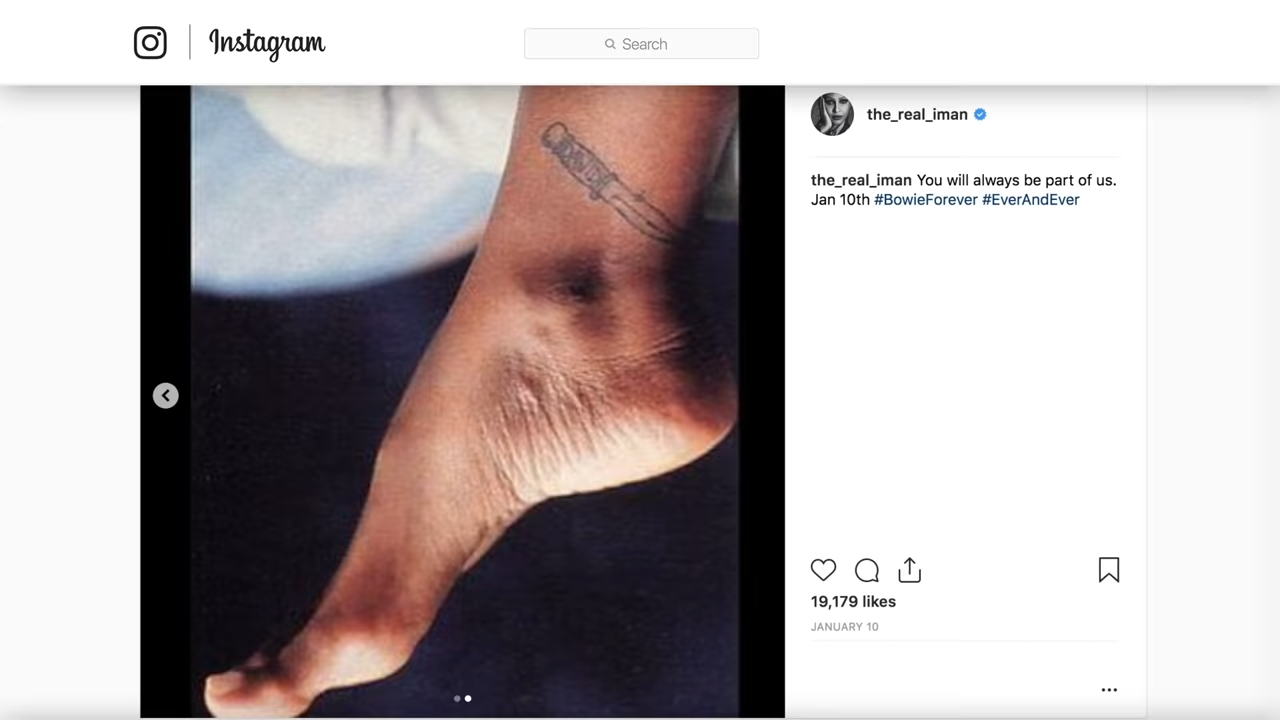 Instagram
Search
the_real_iman
the_real_iman You will always be part of us.
Jan 10th #BowieForever #EverAndEver
19,179 likes
JANUARY 10